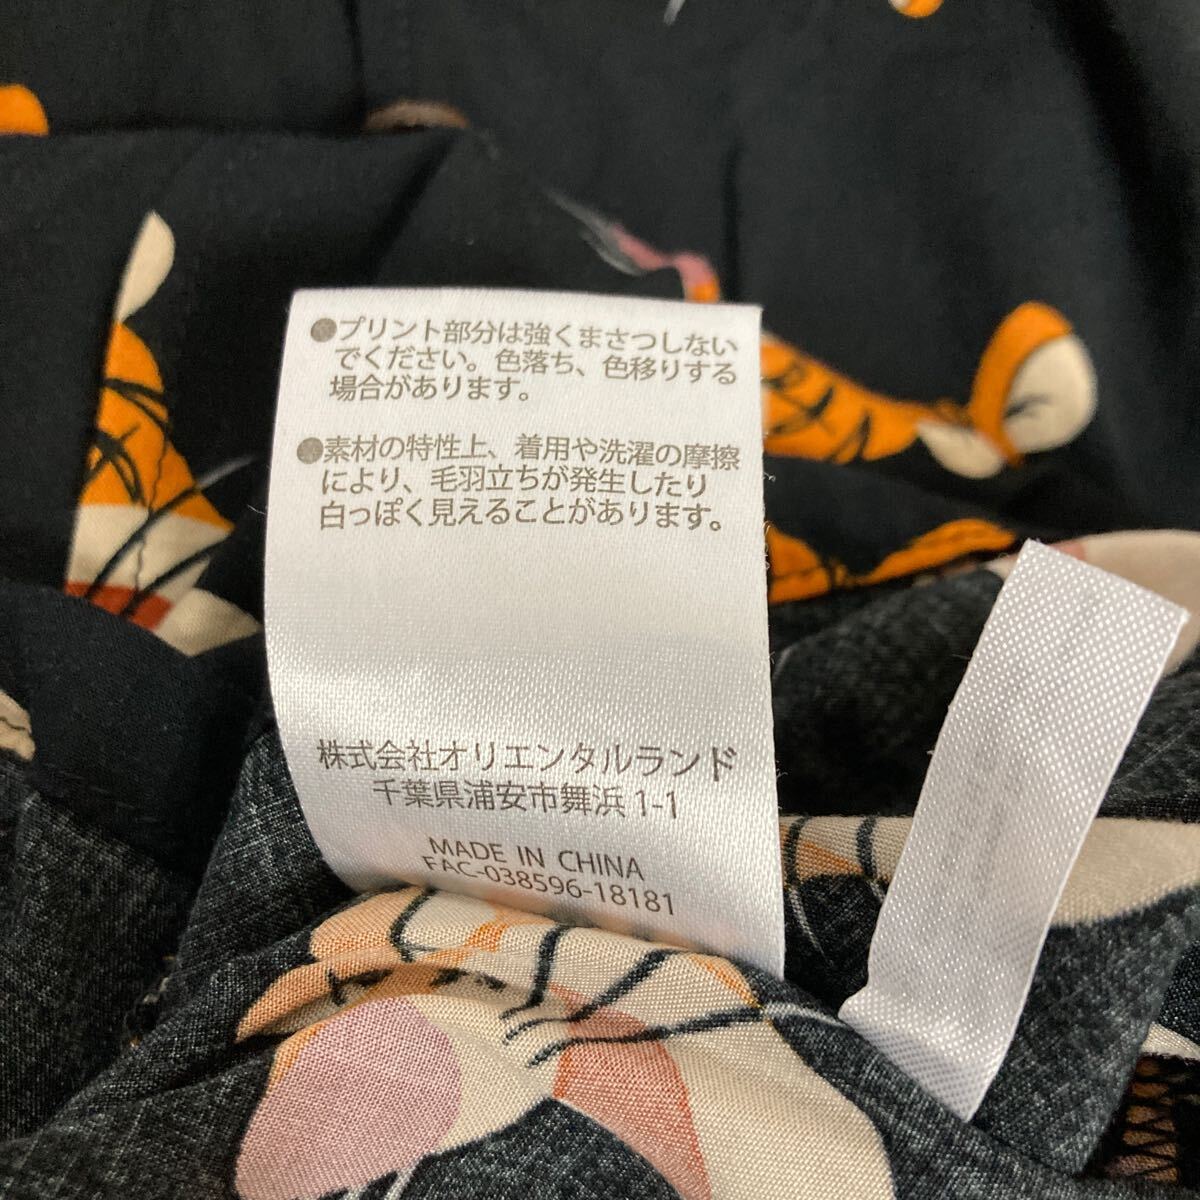 ●プリント部分は強くまさつしない
でください。色落ち、色移りする
場合があります。
●素材の特性上、着用や洗濯の摩擦
により、毛羽立ちが発生したり
白っぽく見えることがあります。
株式会社オリエンタルランド
千葉県浦安市舞浜1-1
MADE IN CHINA
FAC-038596-18181